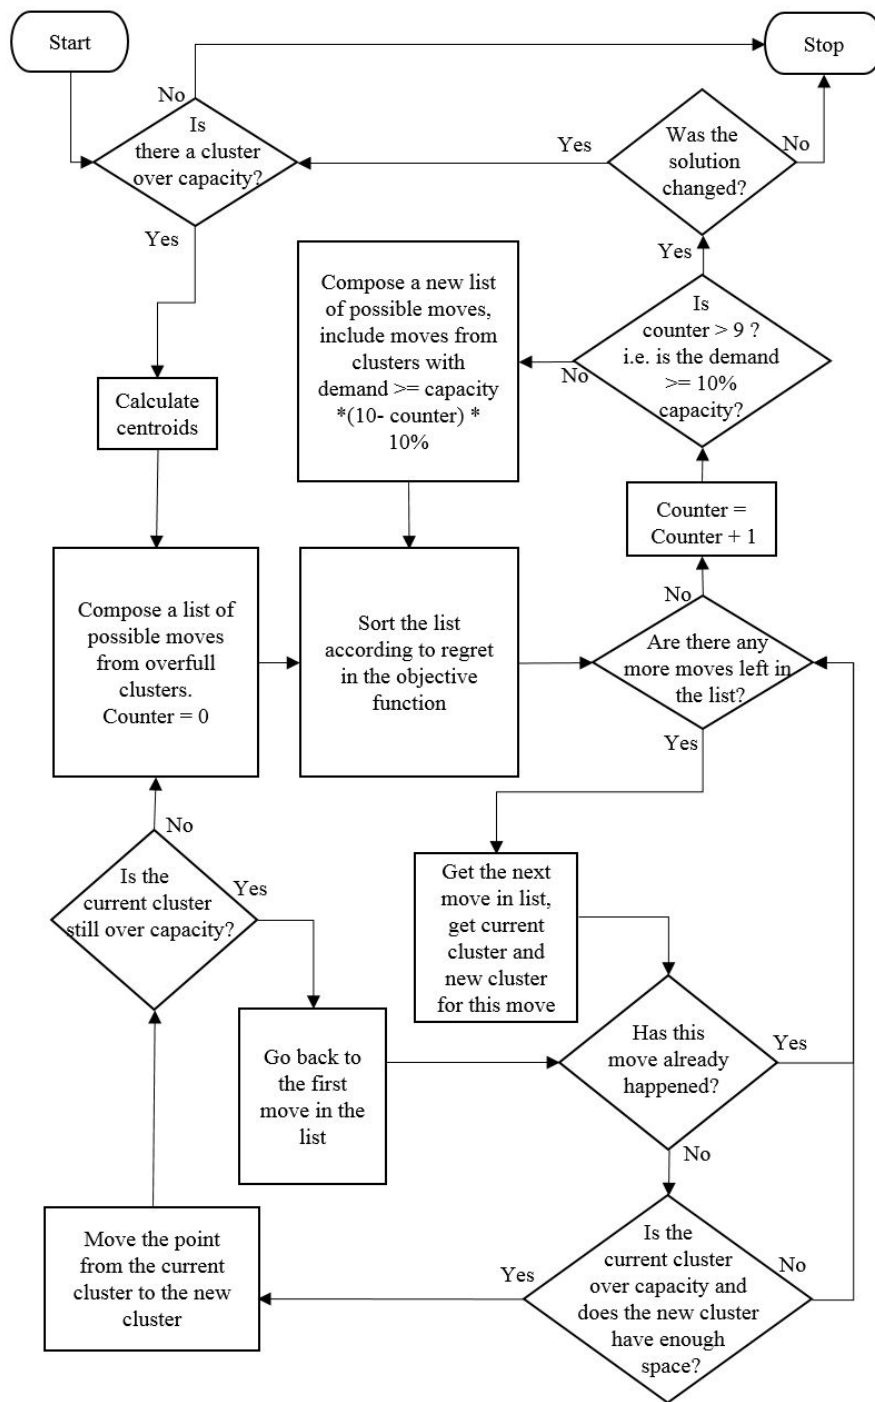 Start
Stop
No
Is
there a cluster
over capacity?
Yes
Was the
solution
changed?
No
Yes
Yes
Compose a new list
of possible moves,
include moves from
clusters with
demand >= capacity
*(10- counter) *
10%
Is
counter > 9 ?
i.e. is the demand
>= 10%
capacity?
No
Calculate
centroids
Counter =
Counter + 1
No
Compose a list of
possible moves
from overfull
clusters.
Counter = 0
Sort the list
according to regret
in the objective
function
Are there any
more moves left in
the list?
Yes
No
Is the
current cluster
still over capacity?
Yes
Get the next
move in list,
get current
cluster and
new cluster
for this move
Go back to
the first
move in the
list
Has this
move already
happened?
Yes
No
Move the point
from the current
cluster to the new
cluster
Yes
Is the
current cluster
over capacity and
does the new cluster
have enough
space?
No